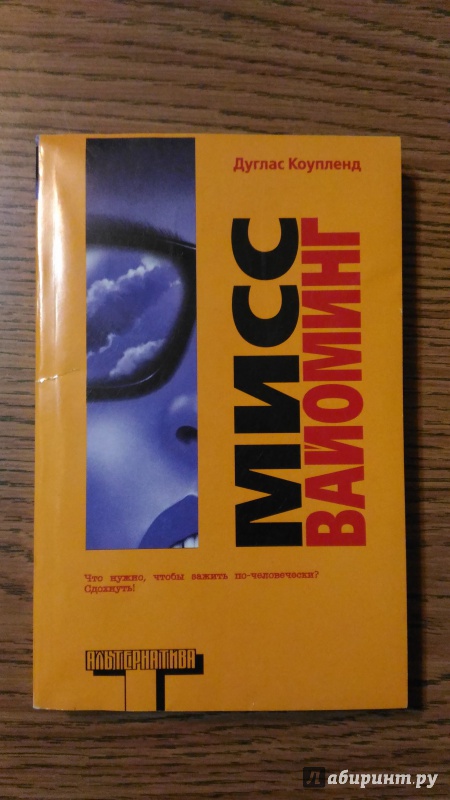 Дуглас Коупленд
МИСС
ВАЙОМИНГ
Что нужно, чтобы зажить по-человечески?
Сдохнуть!
АЛЬТЕРНАТИВА
Лабиринт.ру